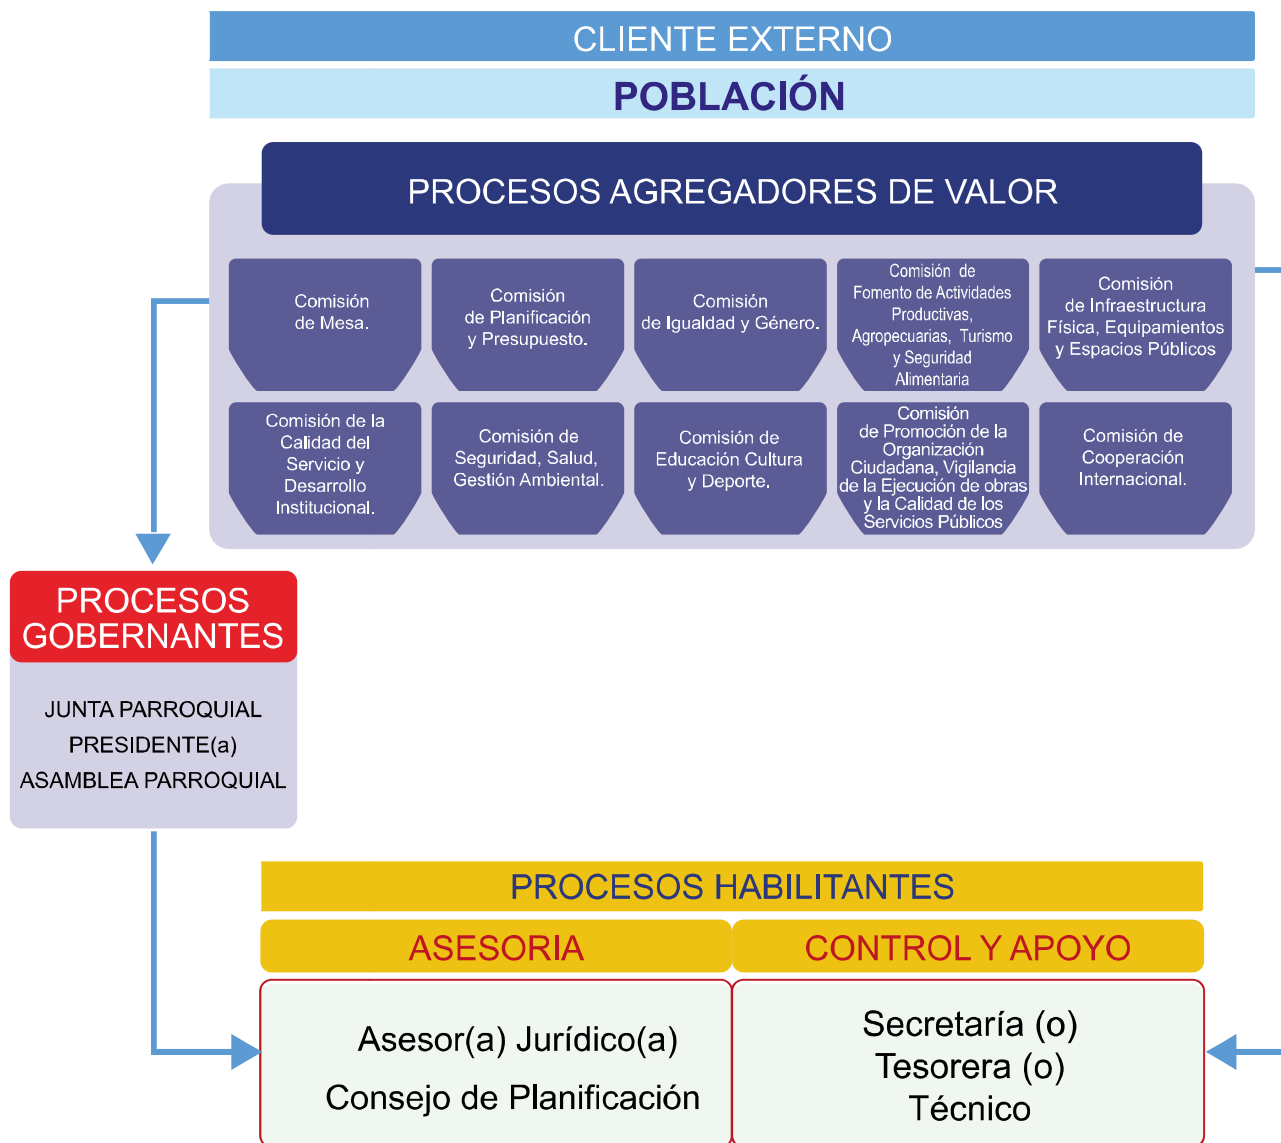 CLIENTE EXTERNO
POBLACIÓN
PROCESOS AGREGADORES DE VALOR
Comisión
de Mesa.
Comisión
de Planificación
y Presupuesto.
Comisión
de Igualdad y Género.
Comisión de
Fomento de Actividades
Productivas,
Agropecuarias, Turismo
y Seguridad
Alimentaria
Comisión
de Infraestructura
Física, Equipamientos
y Espacios Públicos
Comisión de la
Calidad del
Servicio y
Desarrollo
Institucional.
Comisión de
Seguridad, Salud,
Gestión Ambiental.
Comisión de
Educación Cultura
y Deporte.
Comisión
de Promoción de la
Organización
Ciudadana, Vigilancia
de la Ejecución de obras
y la Calidad de los
Servicios Públicos
Comisión de
Cooperación
Internacional.
PROCESOS
GOBERNANTES
JUNTA PARROQUIAL
PRESIDENTE(a)
ASAMBLEA PARROQUIAL
PROCESOS HABILITANTES
ASESORIA
Asesor(a) Jurídico(a)
Consejo de Planificación
CONTROL Y APOYO
Secretaría (o)
Tesorera (o)
Técnico